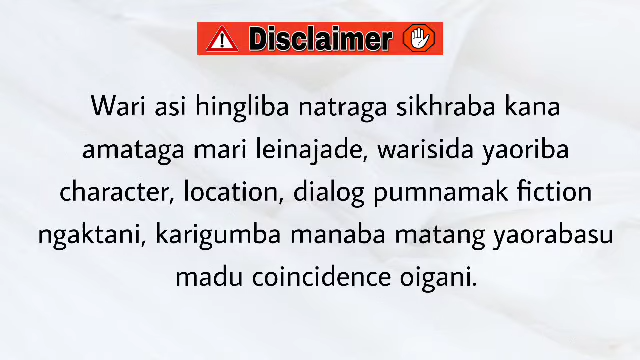 Disclaimer
Wari asi hingliba natraga sikhraba kana
amataga mari leinajade, warisida yaoriba
character, location, dialog pumnamak fiction
ngaktani, karigumba manaba matang yaorabasu
madu coincidence oigani.